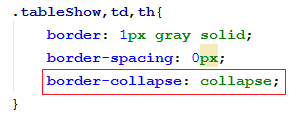 .tableShow,td,th{
border: 1px gray solid;
border-spacing: 0px;
border-collapse: collapse;
}